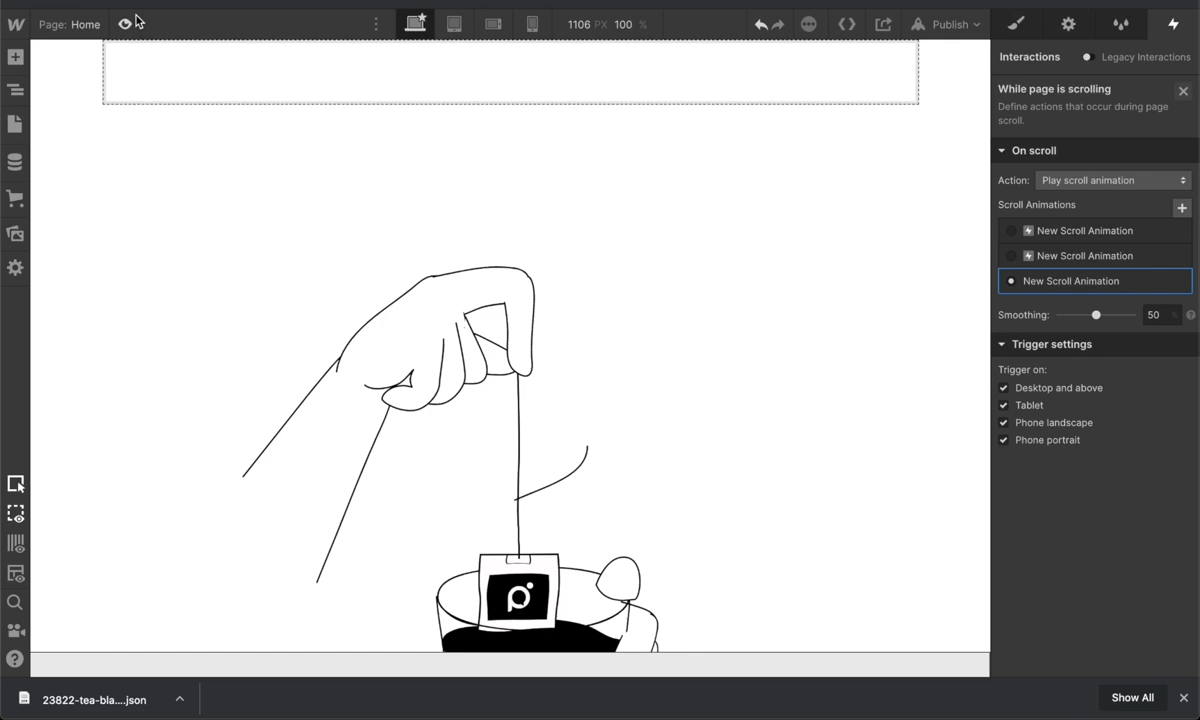 Page: Home
1106 PX 100 %
Publish
Interactions
Legacy Interactions
While page is scrolling
Define actions that occur during page
scroll.
On scroll
Action: Play scroll animation
Scroll Animations
New Scroll Animation
New Scroll Animation
New Scroll Animation
Smoothing: 50 %
Trigger settings
Trigger on:
Desktop and above
Tablet
Phone landscape
Phone portrait
23822-tea-bla....json
Show All